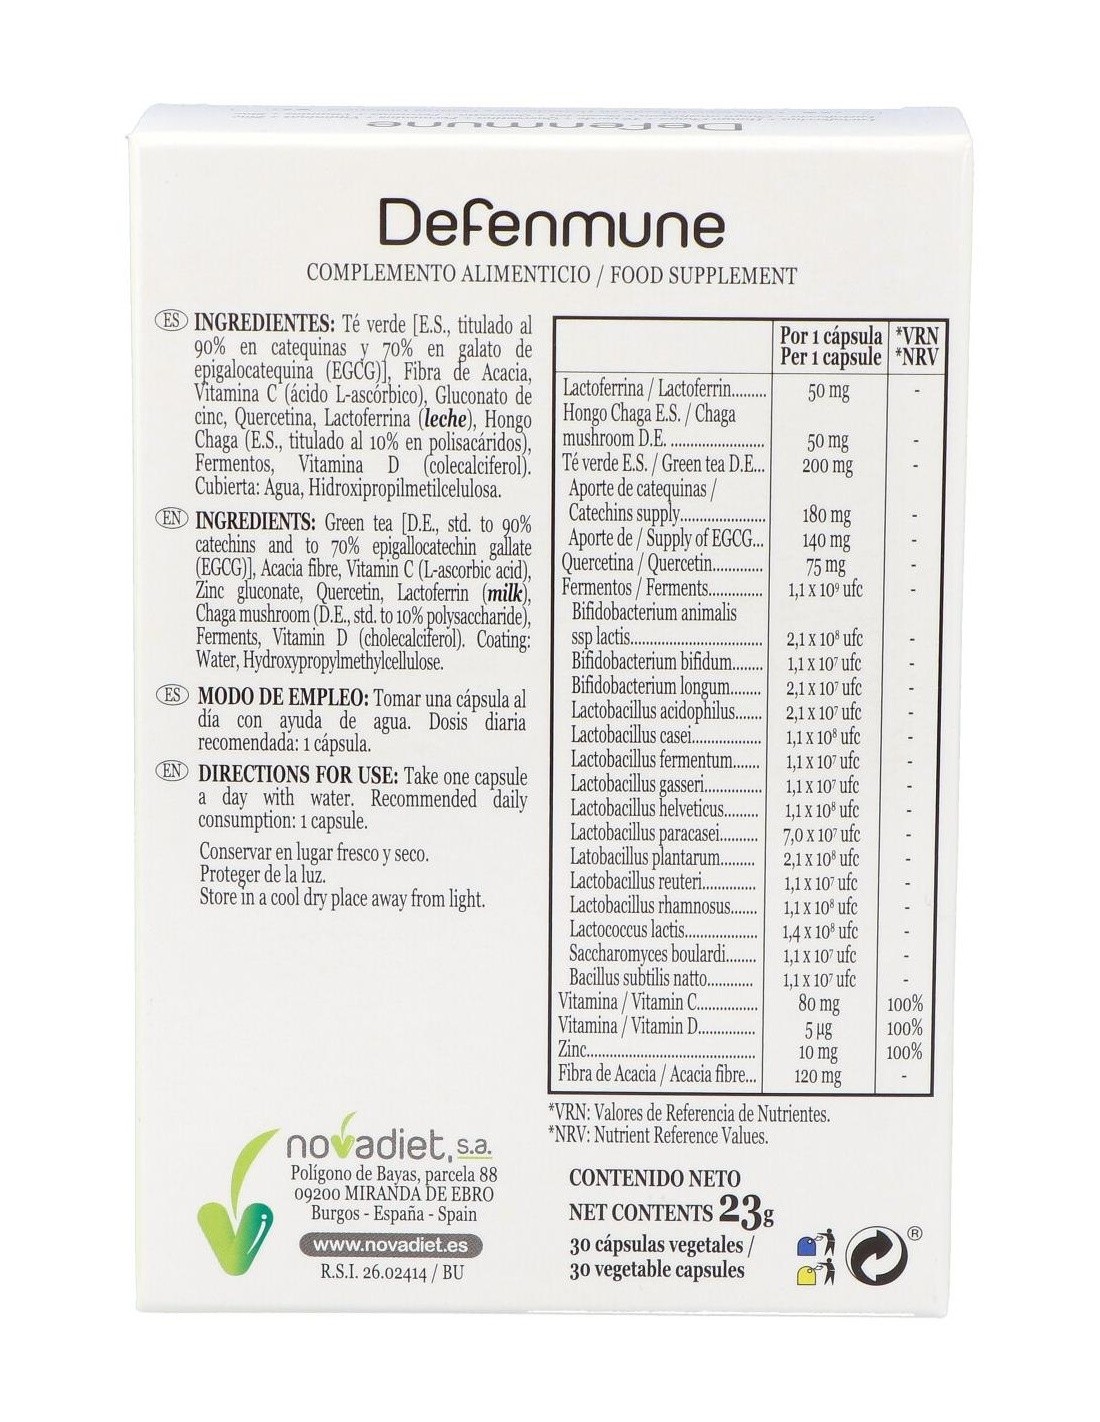 Defenmune
Defenmune
COMPLEMENTO ALIMENTICIO / FOOD SUPPLEMENT
ES INGREDIENTES: Té verde [E.S., titulado al
90% en catequinas y 70% en galato de
epigalocatequina (EGCG)], Fibra de Acacia,
Vitamina C (ácido L-ascórbico), Gluconato de
cinc, Quercetina, Lactoferrina (leche), Hongo
Chaga (E.S., titulado al 10% en polisacáridos),
Fermentos, Vitamina D (colecalciferol).
Cubierta: Agua, Hidroxipropilmetilcelulosa.
EN INGREDIENTS: Green tea [D.E., std. to 90%
catechins and to 70% epigallocatechin gallate
(EGCG)], Acacia fibre, Vitamin C (L-ascorbic acid),
Zinc gluconate, Quercetin, Lactoferrin (milk),
Chaga mushroom (D.E., std. to 10% polysaccharide),
Ferments, Vitamin D (cholecalciferol). Coating:
Water, Hydroxypropylmethylcellulose.
ES MODO DE EMPLEO: Tomar una cápsula al
día con ayuda de agua. Dosis diaria
recomendada: 1 cápsula.
EN DIRECTIONS FOR USE: Take one capsule
a day with water. Recommended daily
consumption: 1 capsule.
Conservar en lugar fresco y seco.
Proteger de la luz.
Store in a cool dry place away from light.
Por 1 cápsula *VRN
Per 1 capsule *NRV
Lactoferrina / Lactoferrin......... 50 mg -
Hongo Chaga E.S. / Chaga
mushroom D.E. ........................ 50 mg -
Té verde E.S. / Green tea D.E... 200 mg -
Aporte de catequinas /
Catechins supply...................... 180 mg -
Aporte de / Supply of EGCG... 140 mg -
Quercetina / Quercetin............. 75 mg -
Fermentos / Ferments.............. 1,1 x 10⁹ ufc -
Bifidobacterium animalis
ssp lactis.................................. 2,1 x 10⁸ ufc -
Bifidobacterium bifidum........ 1,1 x 10⁷ ufc -
Bifidobacterium longum........ 2,1 x 10⁷ ufc -
Lactobacillus acidophilus....... 2,1 x 10⁷ ufc -
Lactobacillus casei.................. 1,1 x 10⁸ ufc -
Lactobacillus fermentum....... 1,1 x 10⁷ ufc -
Lactobacillus gasseri............... 1,1 x 10⁷ ufc -
Lactobacillus helveticus......... 1,1 x 10⁸ ufc -
Lactobacillus paracasei.......... 7,0 x 10⁷ ufc -
Latobacillus plantarum......... 2,1 x 10⁸ ufc -
Lactobacillus reuteri.............. 1,1 x 10⁷ ufc -
Lactobacillus rhamnosus....... 1,1 x 10⁸ ufc -
Lactococcus lactis................... 1,4 x 10⁸ ufc -
Saccharomyces boulardi........ 1,1 x 10⁷ ufc -
Bacillus subtilis natto............ 1,1 x 10⁷ ufc -
Vitamina / Vitamin C................ 80 mg 100%
Vitamina / Vitamin D............... 5 µg 100%
Zinc............................................ 10 mg 100%
Fibra de Acacia / Acacia fibre... 120 mg -
*VRN: Valores de Referencia de Nutrientes.
*NRV: Nutrient Reference Values.
novadiet, s.a.
Polígono de Bayas, parcela 88
09200 MIRANDA DE EBRO
Burgos - España - Spain
www.novadiet.es
R.S.I. 26.02414 / BU
CONTENIDO NETO
NET CONTENTS 23g
30 cápsulas vegetales /
30 vegetable capsules
®